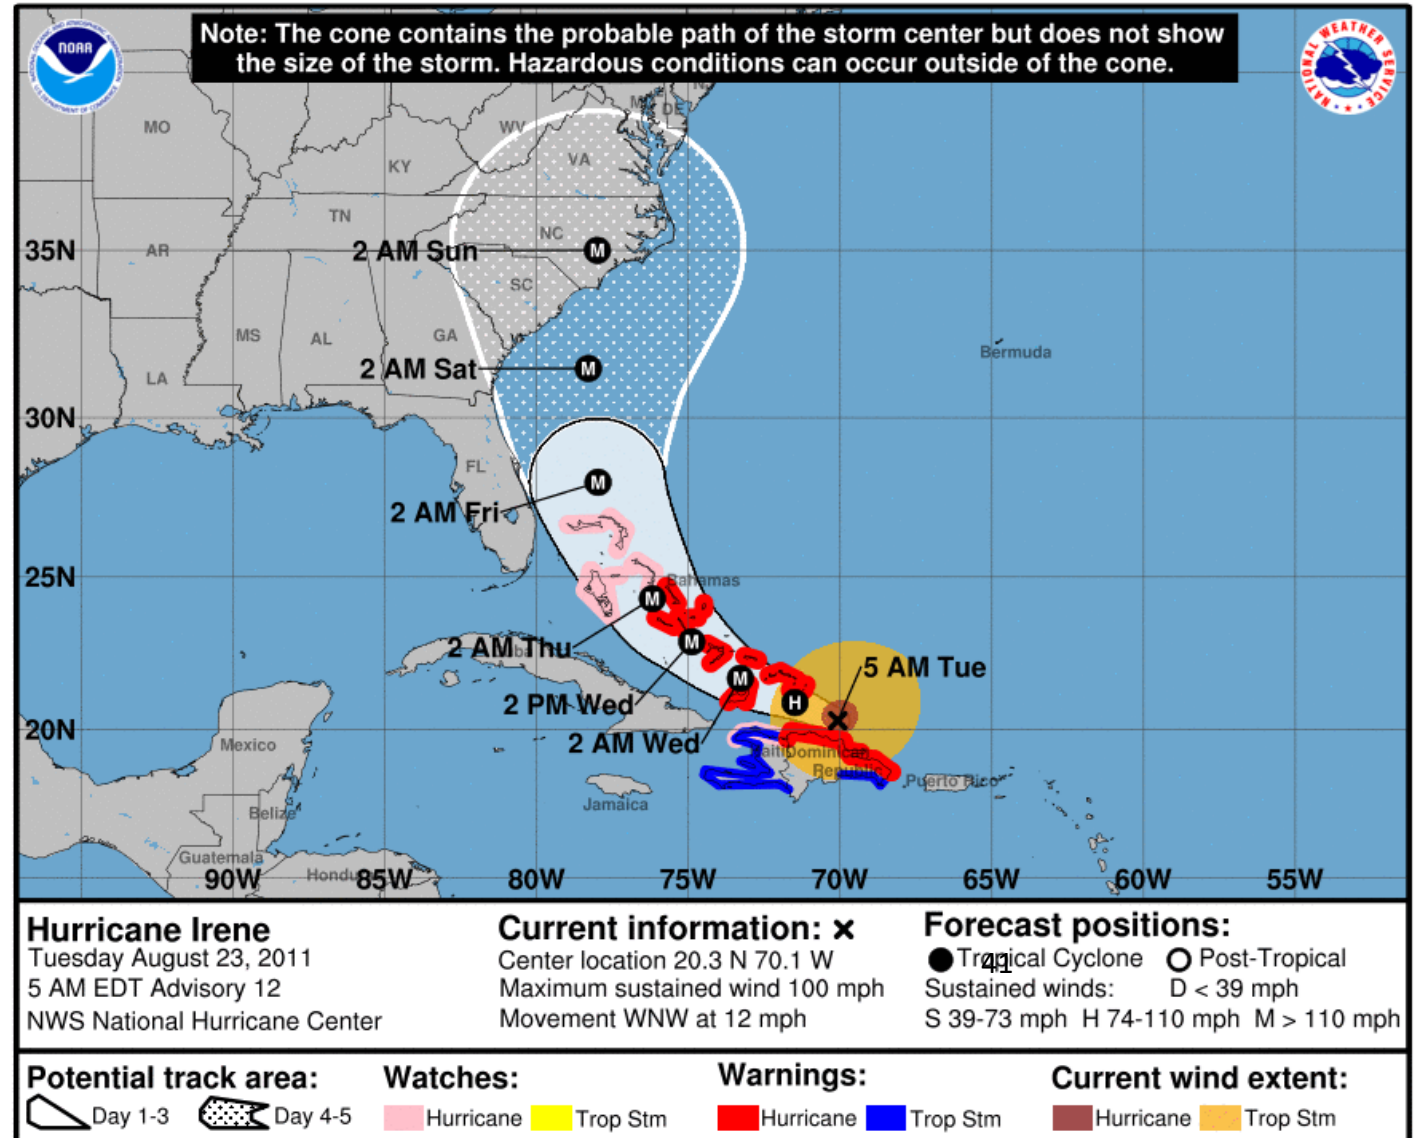 Note: The cone contains the probable path of the storm center but does not show
the size of the storm. Hazardous conditions can occur outside of the cone.
NOAA
NATIONAL WEATHER SERVICE
MO
WV
DE
KY
VA
TN
NC
AR
35N
2 AM Sun
SC
MS
AL
GA
LA
2 AM Sat
Bermuda
30N
FL
2 AM Fri
25N
Bahamas
2 AM Thu
5 AM Tue
2 PM Wed
2 AM Wed
20N
Mexico
Dominican
Republic
Puerto Rico
Jamaica
Belize
Guatemala
90W 85W 80W 75W 70W 65W 60W 55W
M
M
M
M
M
M
H
Hurricane Irene
Tuesday August 23, 2011
5 AM EDT Advisory 12
NWS National Hurricane Center
Current information: ×
Center location 20.3 N 70.1 W
Maximum sustained wind 100 mph
Movement WNW at 12 mph
Forecast positions:
Tropical Cyclone Post-Tropical
41
Sustained winds: D < 39 mph
S 39-73 mph H 74-110 mph M > 110 mph
Potential track area:
Day 1-3 Day 4-5
Watches:
Hurricane Trop Stm
Warnings:
Hurricane Trop Stm
Current wind extent:
Hurricane Trop Stm